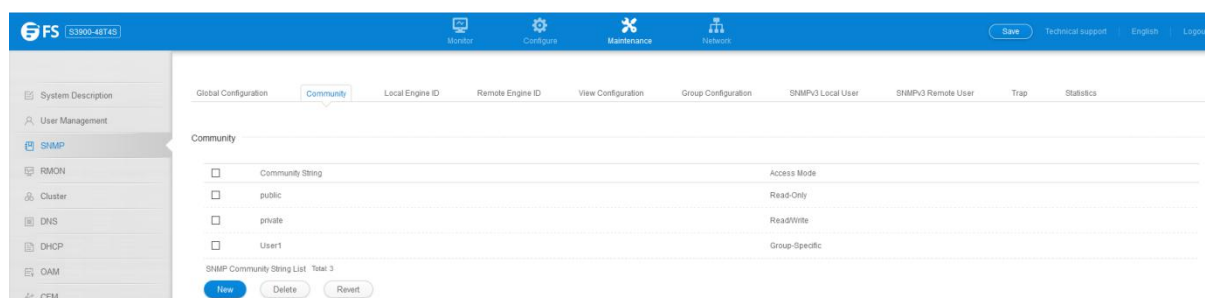 FS S3900-48T4S
Monitor Configure Maintenance Network
Save Technical support English Logou
System Description
User Management
SNMP
RMON
Cluster
DNS
DHCP
OAM
CFM
Global Configuration Community Local Engine ID Remote Engine ID View Configuration Group Configuration SNMPv3 Local User SNMPv3 Remote User Trap Statistics
Community
Community String Access Mode
public Read-Only
private Read/Write
User1 Group-Specific
SNMP Community String List Total: 3
New Delete Revert